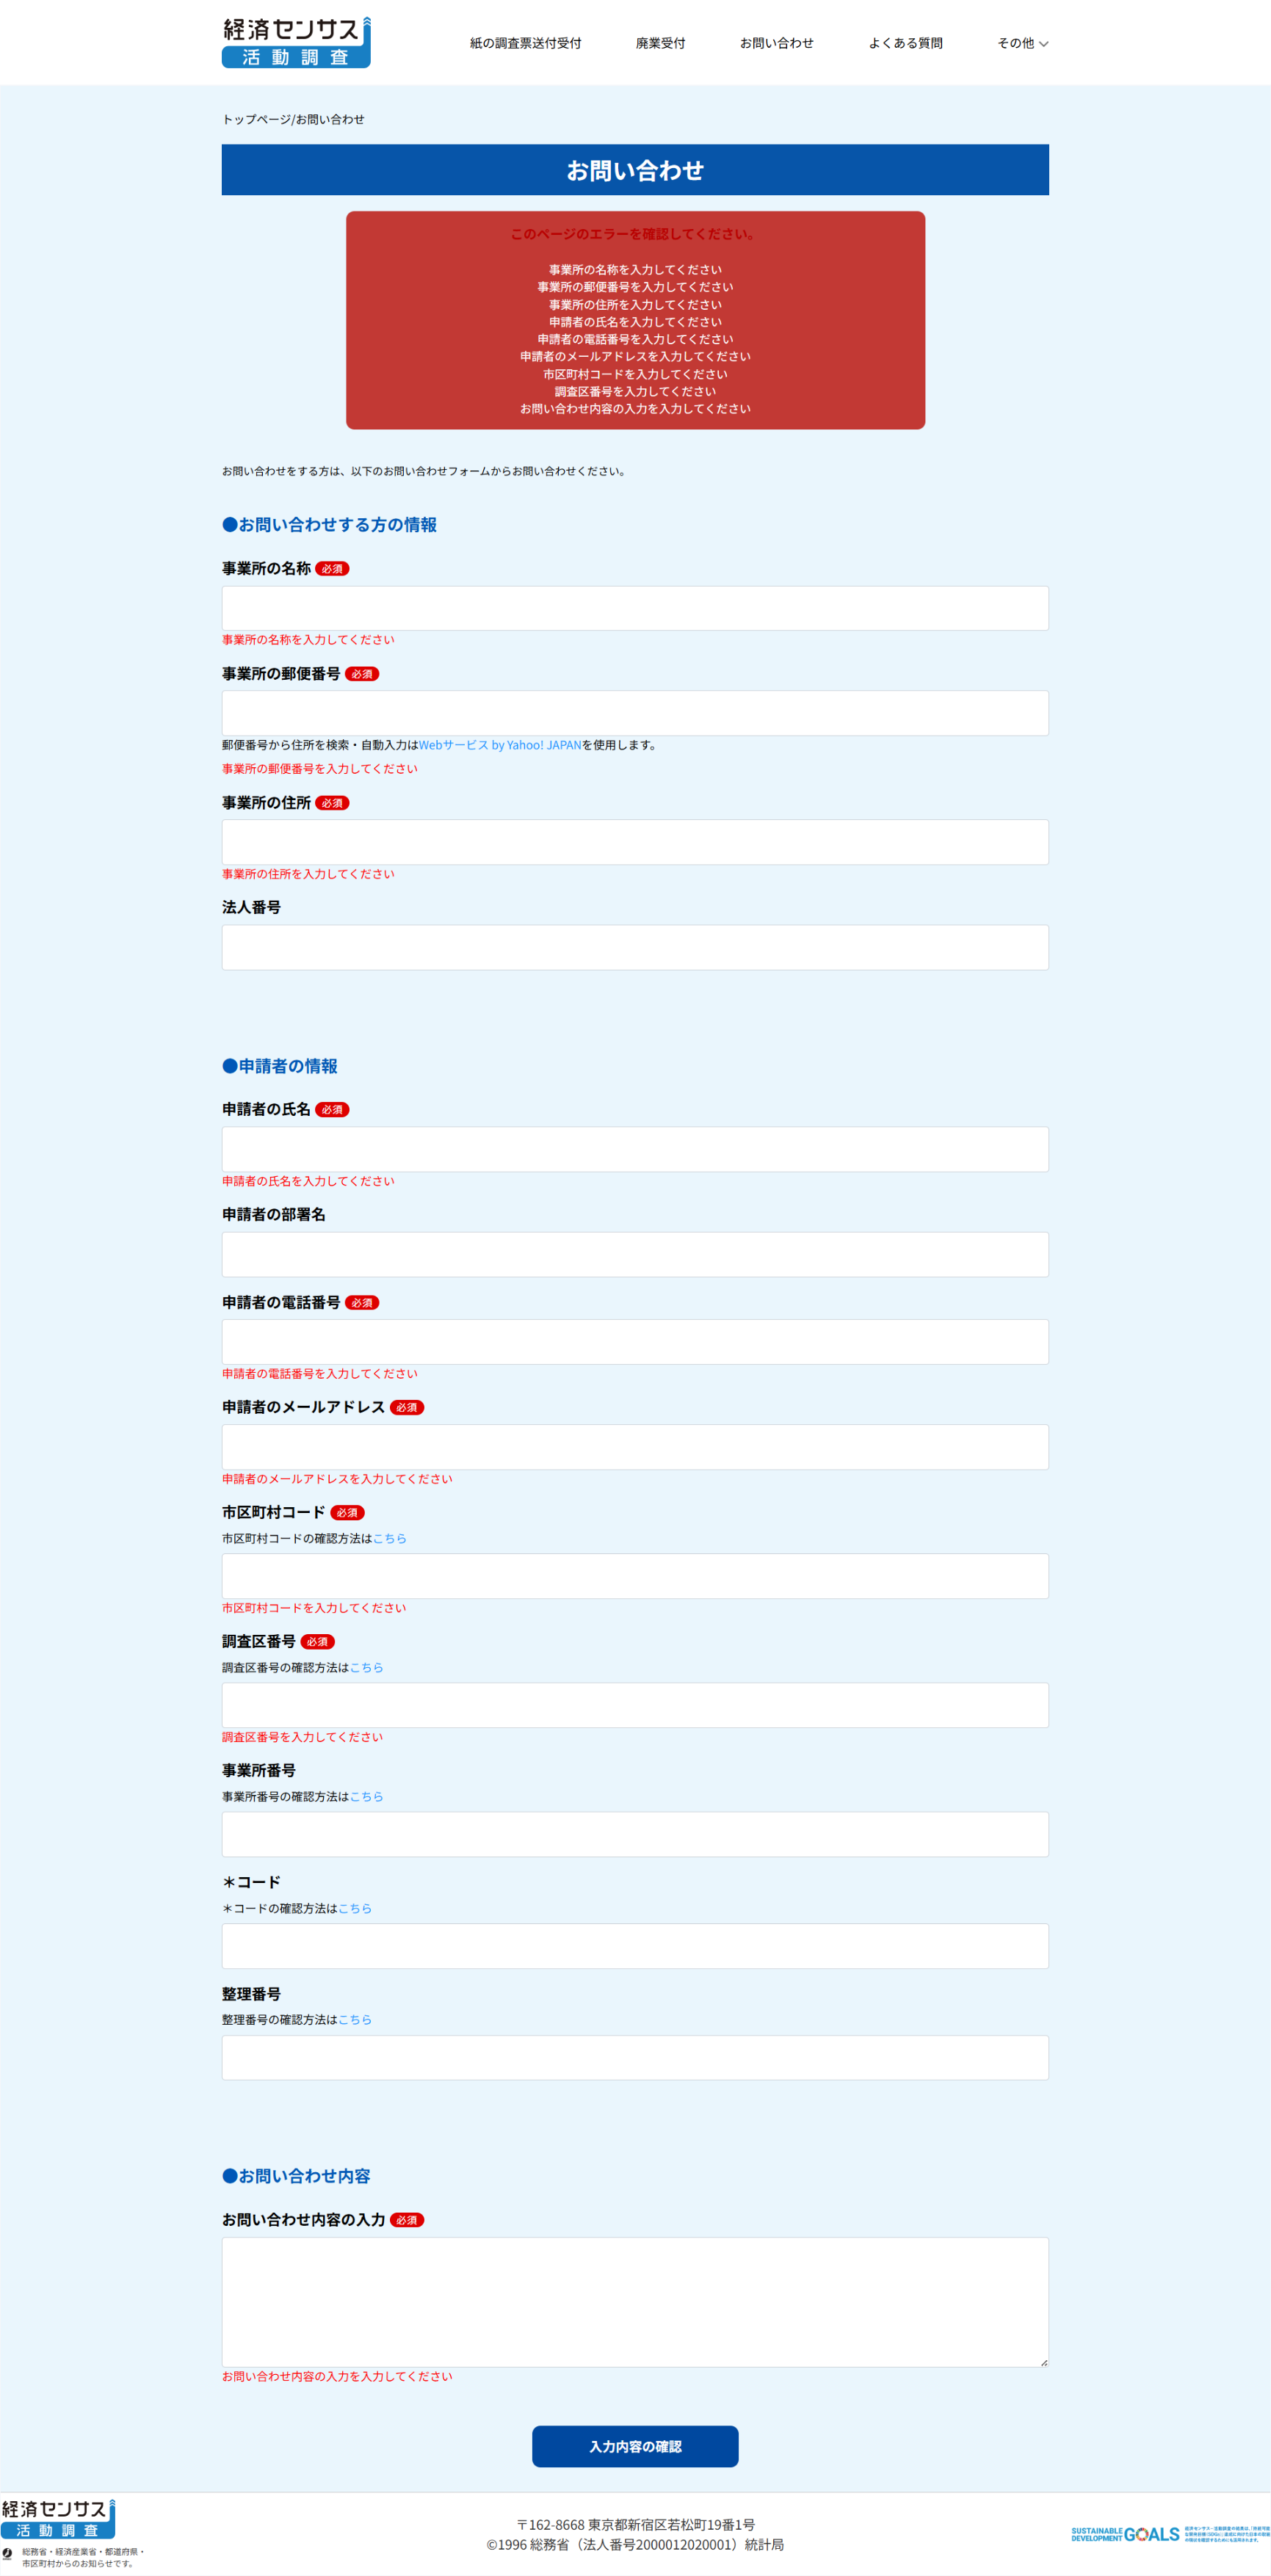 経済センサス
活動調査
紙の調査票送付受付
廃業受付
お問い合わせ
よくある質問
その他
トップページ/お問い合わせ
お問い合わせ
このページのエラーを確認してください。
事業所の名称を入力してください
事業所の郵便番号を入力してください
事業所の住所を入力してください
申請者の氏名を入力してください
申請者の電話番号を入力してください
申請者のメールアドレスを入力してください
市区町村コードを入力してください
調査区番号を入力してください
お問い合わせ内容の入力を入力してください
お問い合わせをする方は、以下のお問い合わせフォームからお問い合わせください。
●お問い合わせする方の情報
事業所の名称 必須
事業所の名称を入力してください
事業所の郵便番号 必須
郵便番号から住所を検索・自動入力はWebサービス by Yahoo! JAPANを使用します。
事業所の郵便番号を入力してください
事業所の住所 必須
事業所の住所を入力してください
法人番号
●申請者の情報
申請者の氏名 必須
申請者の氏名を入力してください
申請者の部署名
申請者の電話番号 必須
申請者の電話番号を入力してください
申請者のメールアドレス 必須
申請者のメールアドレスを入力してください
市区町村コード 必須
市区町村コードの確認方法はこちら
市区町村コードを入力してください
調査区番号 必須
調査区番号の確認方法はこちら
調査区番号を入力してください
事業所番号
事業所番号の確認方法はこちら
＊コード
＊コードの確認方法はこちら
整理番号
整理番号の確認方法はこちら
●お問い合わせ内容
お問い合わせ内容の入力 必須
お問い合わせ内容の入力を入力してください
入力内容の確認
経済センサス
活動調査
総務省・経済産業省・都道府県・
市区町村からのお知らせです。
〒162-8668 東京都新宿区若松町19番1号
©1996 総務省（法人番号2000012020001）統計局
SUSTAINABLE
DEVELOPMENT GOALS